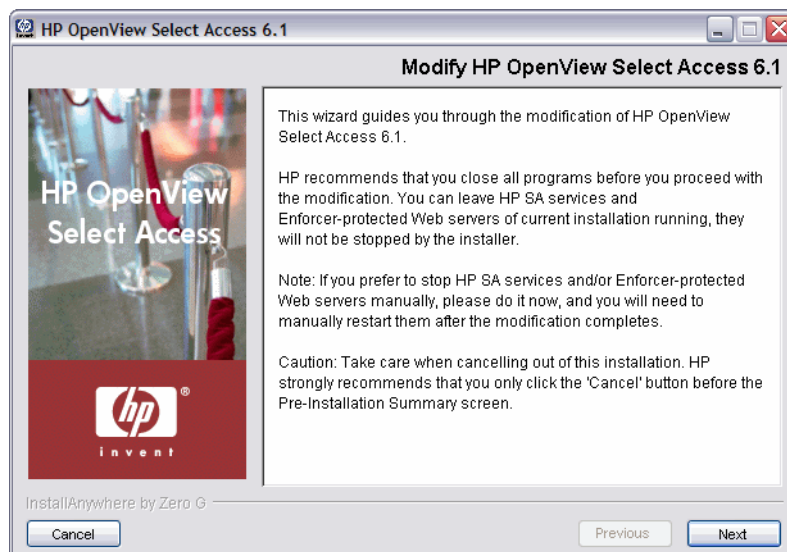 HP OpenView Select Access 6.1
Modify HP OpenView Select Access 6.1
HP OpenView
Select Access
hp
®
invent
This wizard guides you through the modification of HP OpenView
Select Access 6.1.
HP recommends that you close all programs before you proceed with
the modification. You can leave HP SA services and
Enforcer-protected Web servers of current installation running, they
will not be stopped by the installer.
Note: If you prefer to stop HP SA services and/or Enforcer-protected
Web servers manually, please do it now, and you will need to
manually restart them after the modification completes.
Caution: Take care when cancelling out of this installation. HP
strongly recommends that you only click the 'Cancel' button before the
Pre-Installation Summary screen.
InstallAnywhere by Zero G
Cancel
Previous
Next